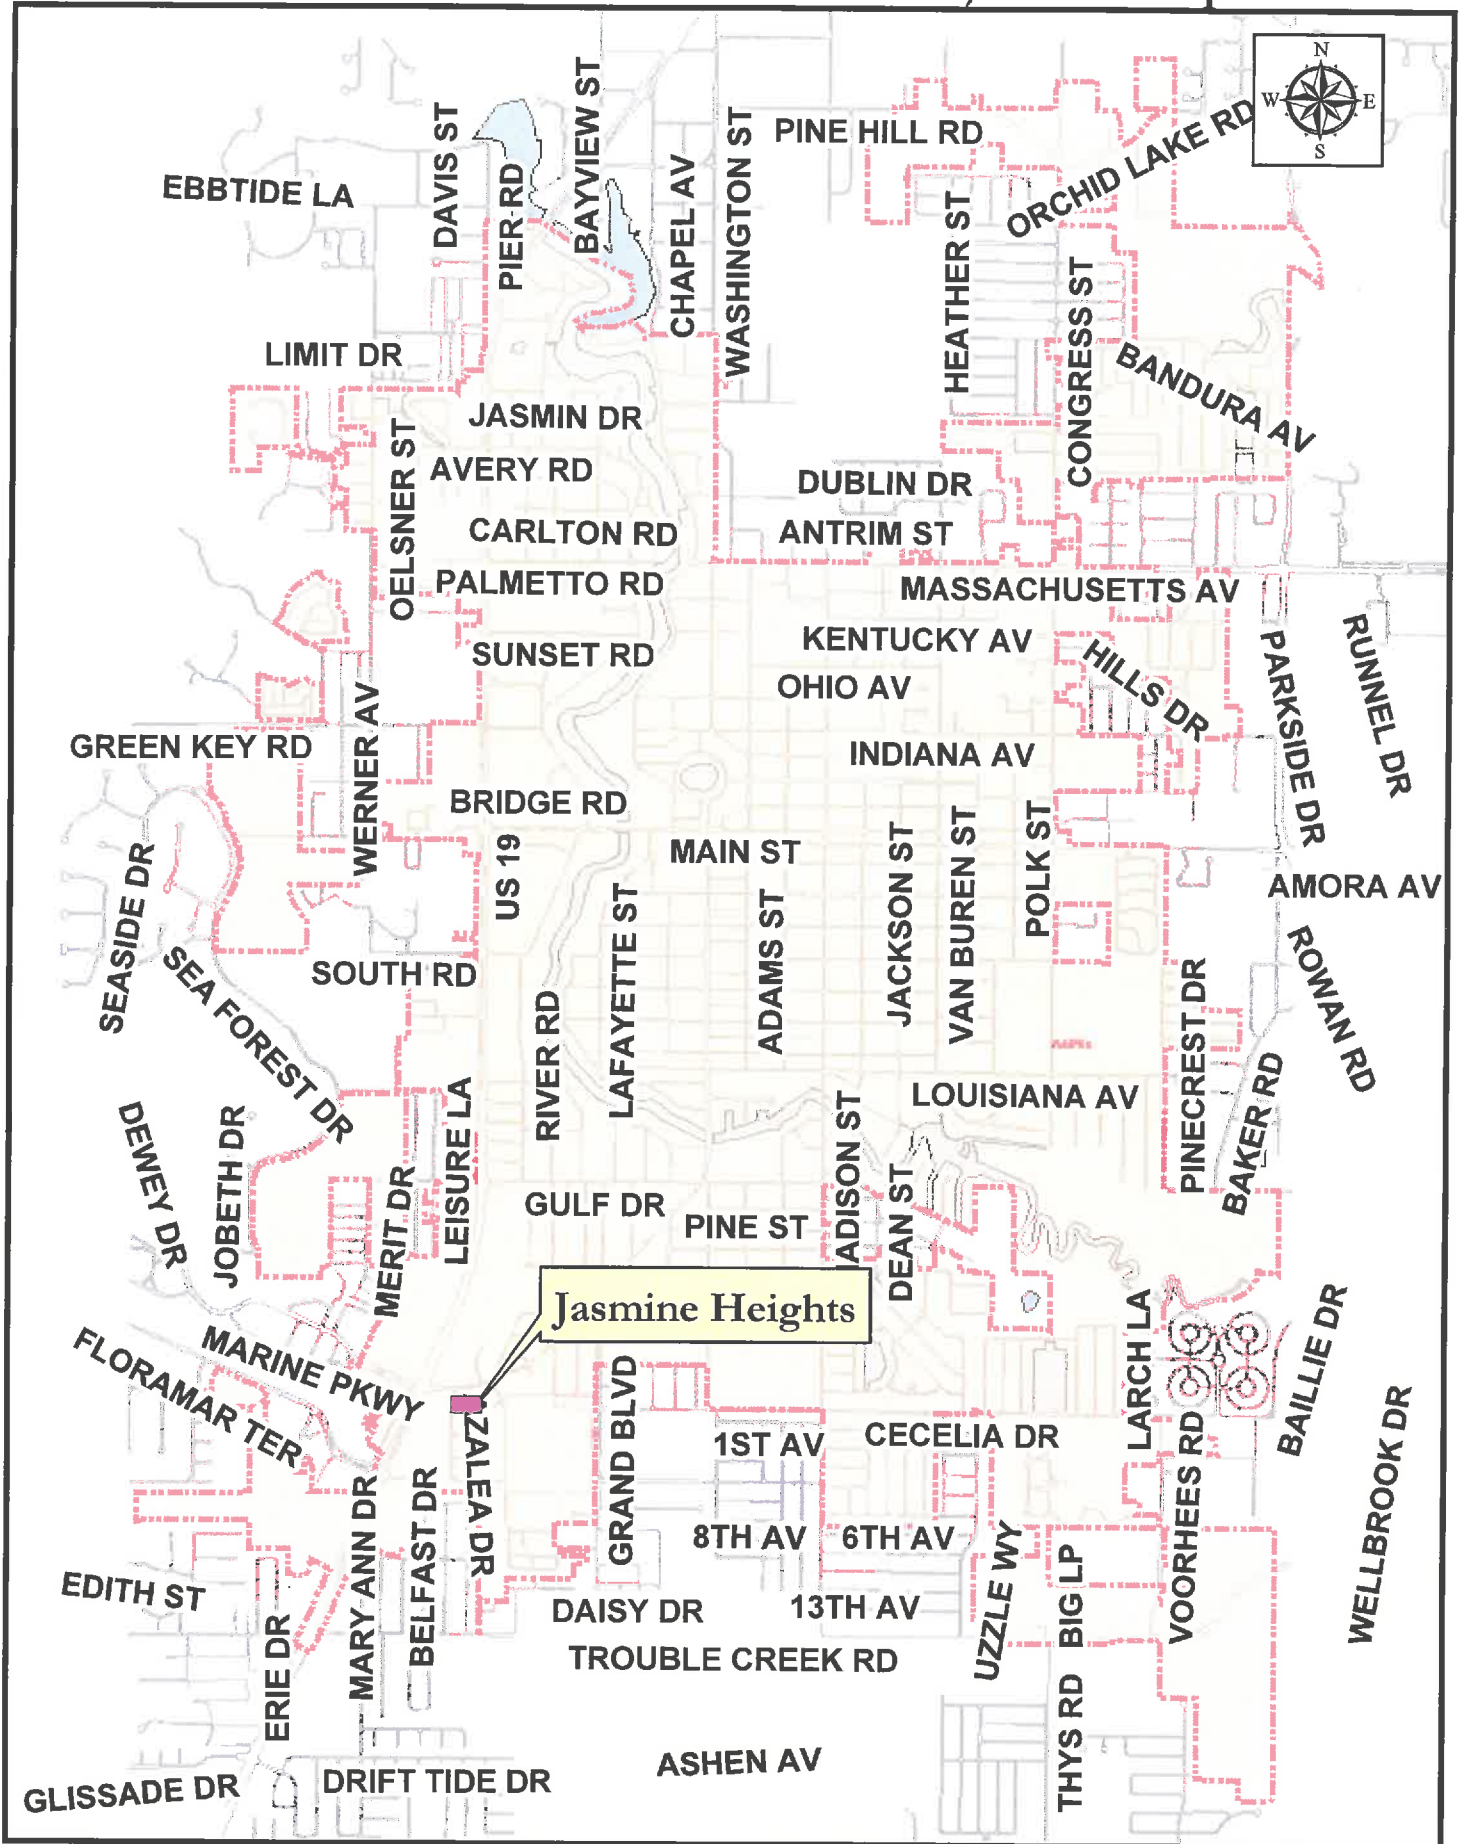 N
W E
S
BAYVIEW ST
DAVIS ST
PIER RD
CHAPEL AV
WASHINGTON ST
PINE HILL RD
ORCHID LAKE RD
EBBTIDE LA
HEATHER ST
CONGRESS ST
LIMIT DR
BANDURA AV
JASMIN DR
OELSNER ST
AVERY RD
DUBLIN DR
CARLTON RD
ANTRIM ST
PALMETTO RD
MASSACHUSETTS AV
KENTUCKY AV
SUNSET RD
HILLS DR
PARKSIDE DR
RUNNEL DR
OHIO AV
WERNER AV
GREEN KEY RD
INDIANA AV
BRIDGE RD
US 19
MAIN ST
JACKSON ST
VAN BUREN ST
POLK ST
SEASIDE DR
LAFAYETTE ST
ADAMS ST
AMORA AV
SEA FOREST DR
SOUTH RD
RIVER RD
PINECREST DR
ROWAN RD
BAKER RD
LOUISIANA AV
DEWEY DR
JOBETH DR
MERIT DR
LEISURE LA
GULF DR
PINE ST
ADISON ST
DEAN ST
Jasmine Heights
LARCH LA
BAILLIE DR
MARINE PKWY
FLORAMAR TER
GRAND BLVD
ZALEA DR
1ST AV
CECELIA DR
VOORHEES RD
WELLBROOK DR
MARY ANN DR
BELFAST DR
8TH AV
6TH AV
UZZLE WY
BIG LP
EDITH ST
DAISY DR
13TH AV
ERIE DR
TROUBLE CREEK RD
THYS RD
ASHEN AV
GLISSADE DR
DRIFT TIDE DR